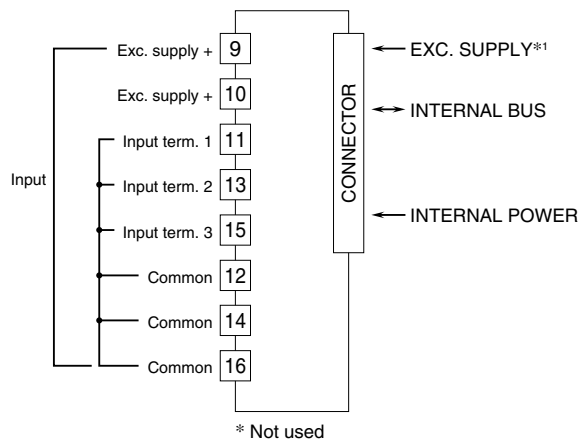 Exc. supply + 9
Exc. supply + 10
Input term. 1 11
Input term. 2 13
Input term. 3 15
Common 12
Common 14
Common 16
Input
CONNECTOR
EXC. SUPPLY*1
INTERNAL BUS
INTERNAL POWER
* Not used